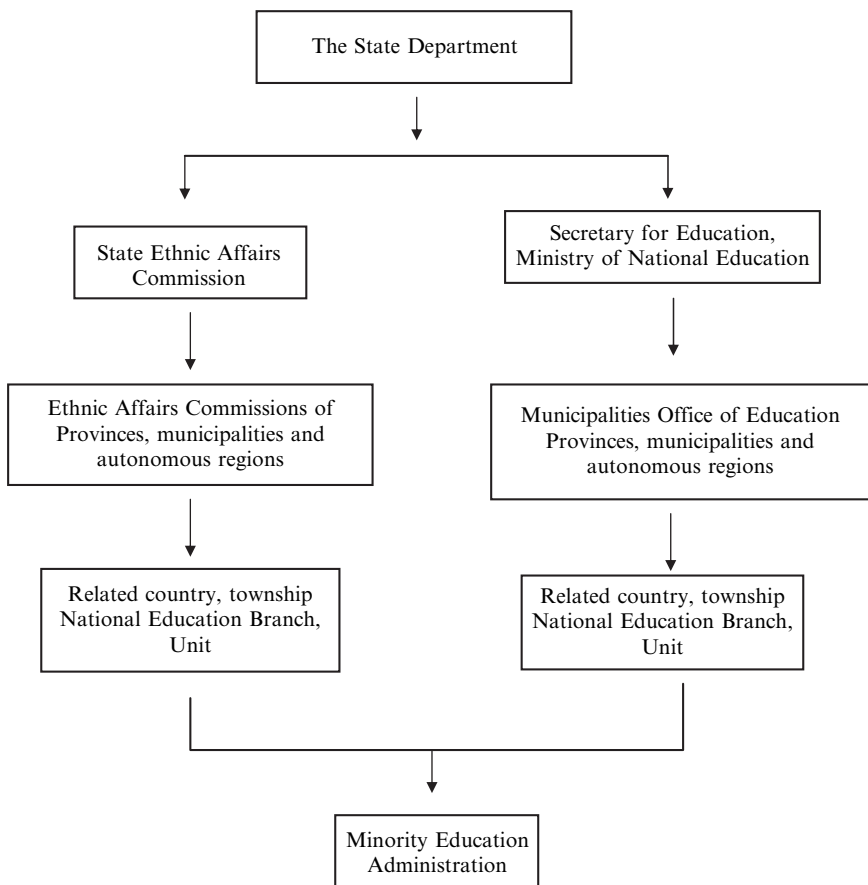 The State Department
State Ethnic Affairs
Commission
Secretary for Education,
Ministry of National Education
Ethnic Affairs Commissions of
Provinces, municipalities and
autonomous regions
Municipalities Office of Education
Provinces, municipalities and
autonomous regions
Related country, township
National Education Branch,
Unit
Related country, township
National Education Branch,
Unit
Minority Education
Administration